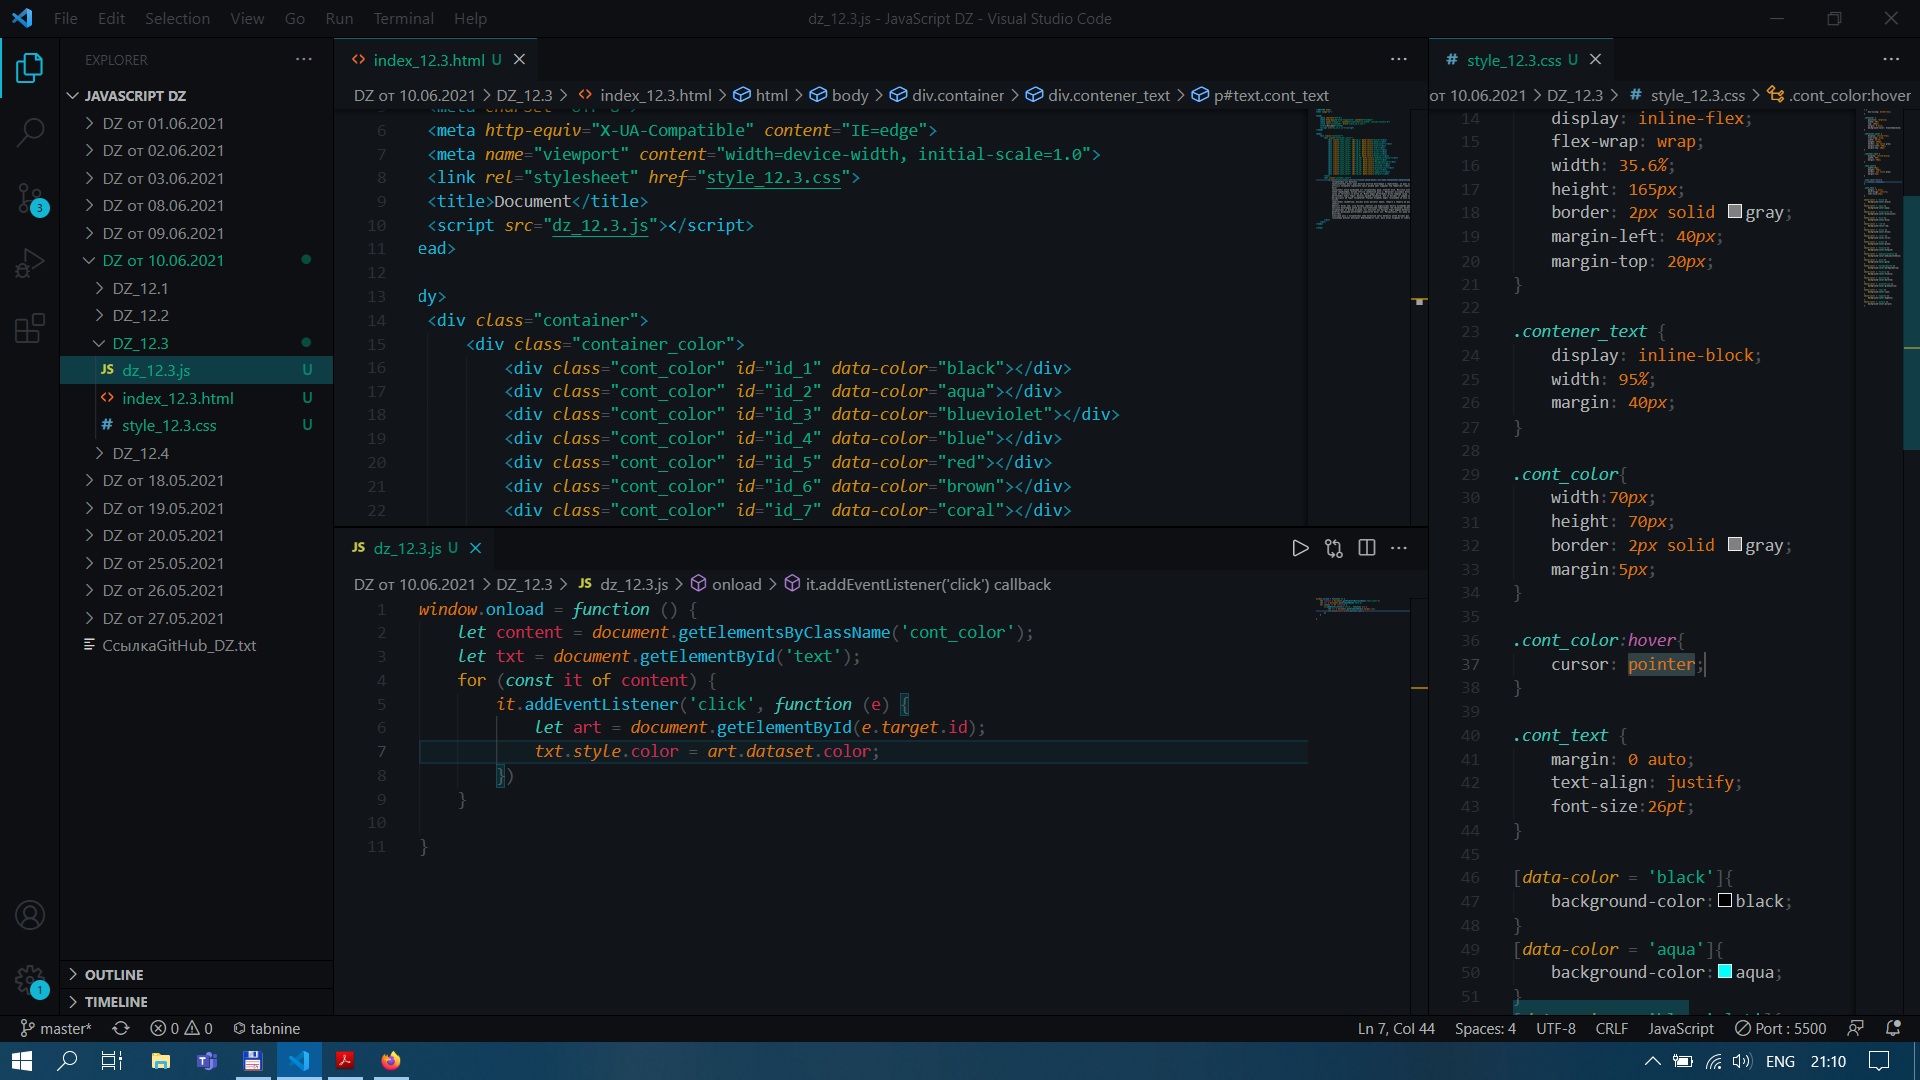 File Edit Selection View Go Run Terminal Help
dz_12.3.js - JavaScript DZ - Visual Studio Code
EXPLORER
JAVASCRIPT DZ
DZ от 01.06.2021
DZ от 02.06.2021
DZ от 03.06.2021
DZ от 08.06.2021
DZ от 09.06.2021
DZ от 10.06.2021
DZ_12.1
DZ_12.2
DZ_12.3
JS dz_12.3.js U
<> index_12.3.html U
# style_12.3.css U
DZ_12.4
DZ от 18.05.2021
DZ от 19.05.2021
DZ от 20.05.2021
DZ от 25.05.2021
DZ от 26.05.2021
DZ от 27.05.2021
СсылкаGitHub_DZ.txt
OUTLINE
TIMELINE
3
1
<> index_12.3.html U
DZ от 10.06.2021 > DZ_12.3 > <> index_12.3.html > html > body > div.container > div.contener_text > p#text.cont_text
6 <meta http-equiv="X-UA-Compatible" content="IE=edge">
7 <meta name="viewport" content="width=device-width, initial-scale=1.0">
8 <link rel="stylesheet" href="style_12.3.css">
9 <title>Document</title>
10 <script src="dz_12.3.js"></script>
11 ead>
12
13 dy>
14 <div class="container">
15 <div class="container_color">
16 <div class="cont_color" id="id_1" data-color="black"></div>
17 <div class="cont_color" id="id_2" data-color="aqua"></div>
18 <div class="cont_color" id="id_3" data-color="blueviolet"></div>
19 <div class="cont_color" id="id_4" data-color="blue"></div>
20 <div class="cont_color" id="id_5" data-color="red"></div>
21 <div class="cont_color" id="id_6" data-color="brown"></div>
22 <div class="cont_color" id="id_7" data-color="coral"></div>
JS dz_12.3.js U
DZ от 10.06.2021 > DZ_12.3 > JS dz_12.3.js > onload > it.addEventListener('click') callback
1 window.onload = function () {
2 let content = document.getElementsByClassName('cont_color');
3 let txt = document.getElementById('text');
4 for (const it of content) {
5 it.addEventListener('click', function (e) {
6 let art = document.getElementById(e.target.id);
7 txt.style.color = art.dataset.color;
8 })
9 }
10
11 }
# style_12.3.css U
от 10.06.2021 > DZ_12.3 > # style_12.3.css > .cont_color:hover
14 display: inline-flex;
15 flex-wrap: wrap;
16 width: 35.6%;
17 height: 165px;
18 border: 2px solid gray;
19 margin-left: 40px;
20 margin-top: 20px;
21 }
22
23 .contener_text {
24 display: inline-block;
25 width: 95%;
26 margin: 40px;
27 }
28
29 .cont_color{
30 width:70px;
31 height: 70px;
32 border: 2px solid gray;
33 margin:5px;
34 }
35
36 .cont_color:hover{
37 cursor: pointer;
38 }
39
40 .cont_text {
41 margin: 0 auto;
42 text-align: justify;
43 font-size:26pt;
44 }
45
46 [data-color = 'black']{
47 background-color:black;
48 }
49 [data-color = 'aqua']{
50 background-color:aqua;
51 }
master* 0 0 tabnine
Ln 7, Col 44 Spaces: 4 UTF-8 CRLF JavaScript Port : 5500
ENG 21:10